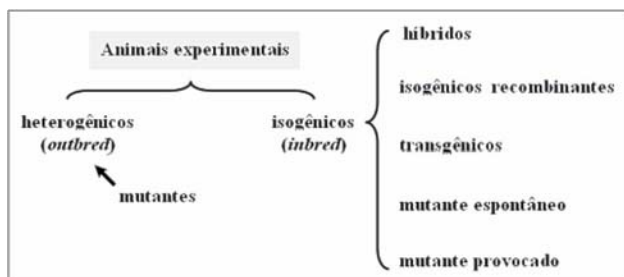 Animais experimentais
heterogênicos
(outbred)
mutantes
isogênicos
(inbred)
híbridos
isogênicos recombinantes
transgênicos
mutante espontâneo
mutante provocado